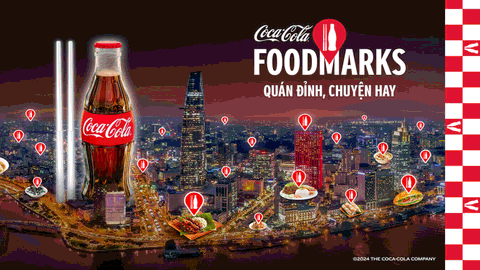 Coca-Cola
FOODMARKS
QUÁN ĐỈNH, CHUYỆN HAY
Coca-Cola
©2024 THE COCA-COLA COMPANY